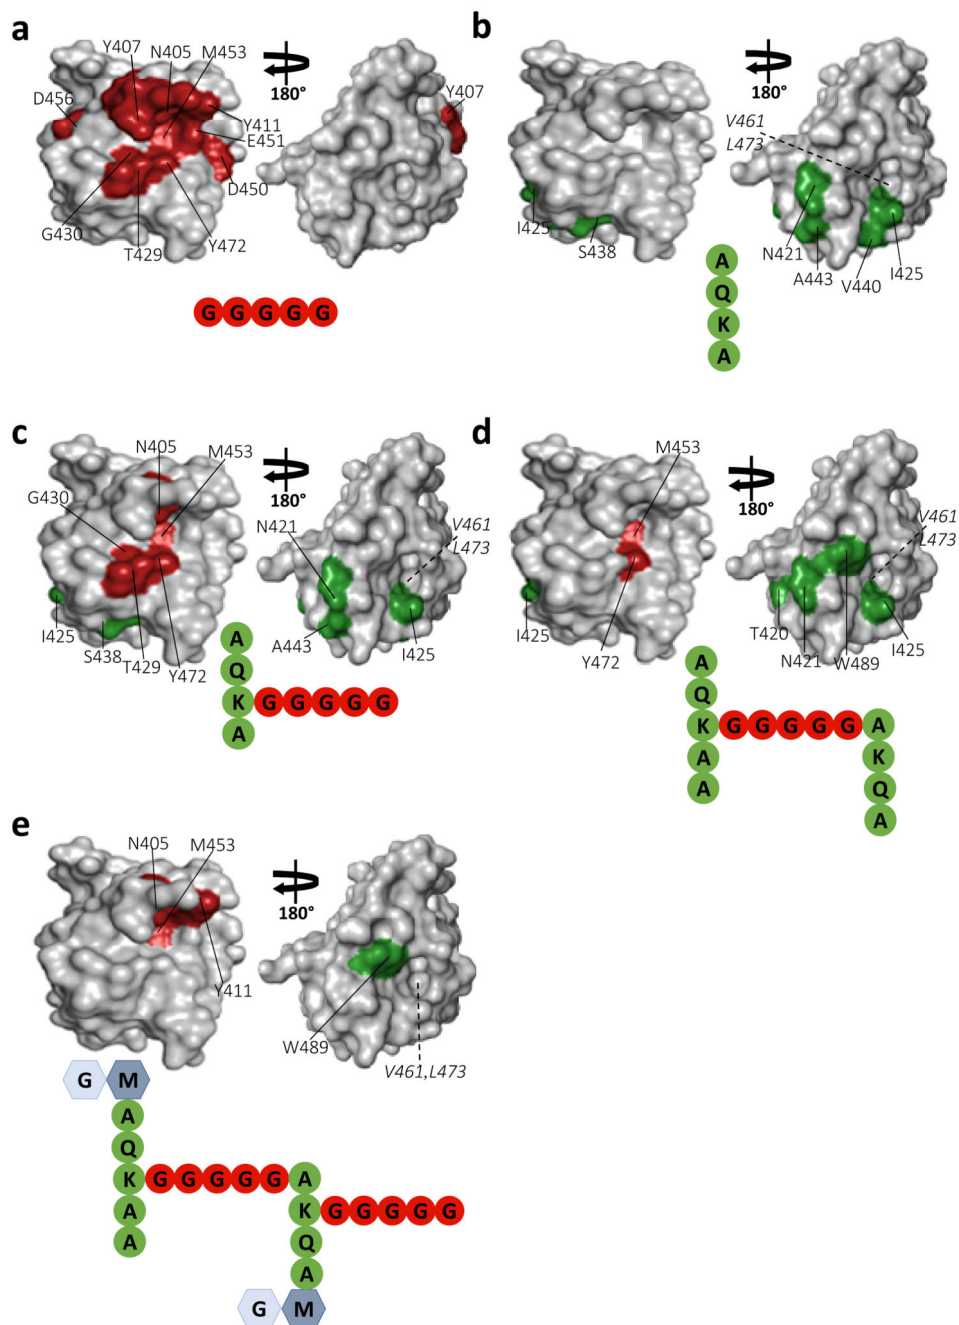 a
Y407 N405 M453
180°
D456
Y407
Y411
E451
D450
G430
T429
Y472
G G G G G
b
180°
V461
L473
I425
S438
N421
A443
V440
I425
A
Q
K
A
c
N405
M453
180°
G430
N421
V461
L473
I425
S438
T429
Y472
A443
I425
A
Q
K G G G G G
A
d
M453
180°
V461
L473
I425
Y472
T420
N421
W489
I425
A
Q
K G G G G G A
A K
A Q
A
e
N405 M453
180°
Y411
W489
V461,L473
G M
A
Q
K G G G G G A
A K G G G G G
A Q
A
G M